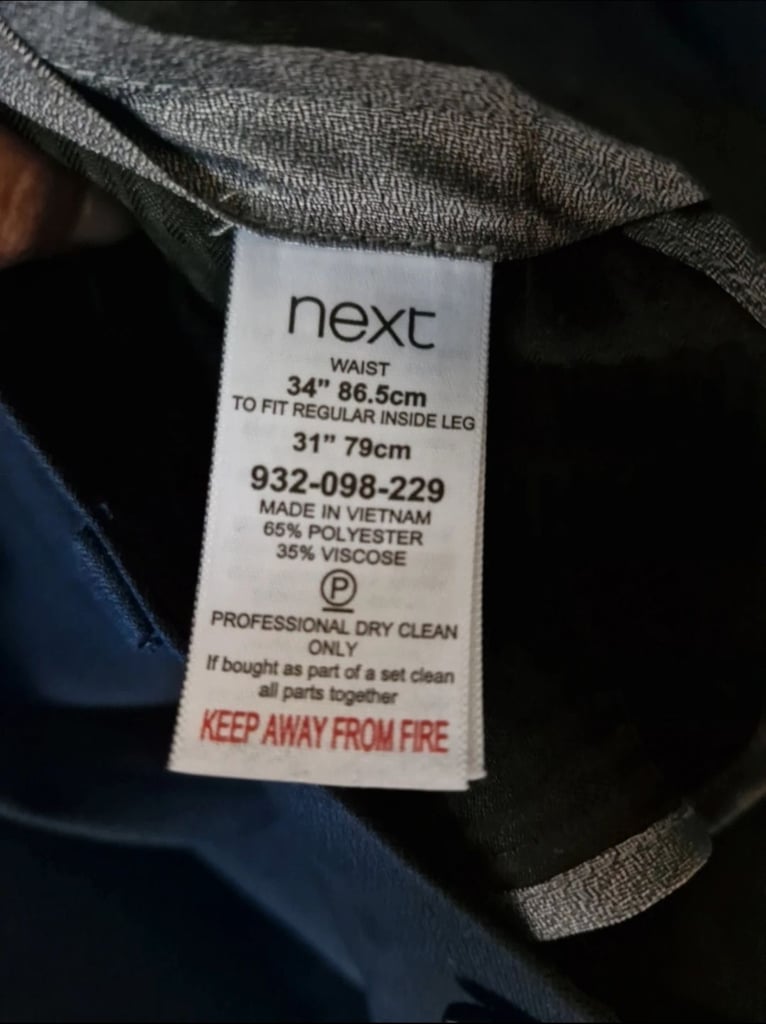 next
WAIST
34” 86.5cm
TO FIT REGULAR INSIDE LEG
31” 79cm
932-098-229
MADE IN VIETNAM
65% POLYESTER
35% VISCOSE
P
PROFESSIONAL DRY CLEAN
ONLY
If bought as part of a set clean
all parts together
KEEP AWAY FROM FIRE